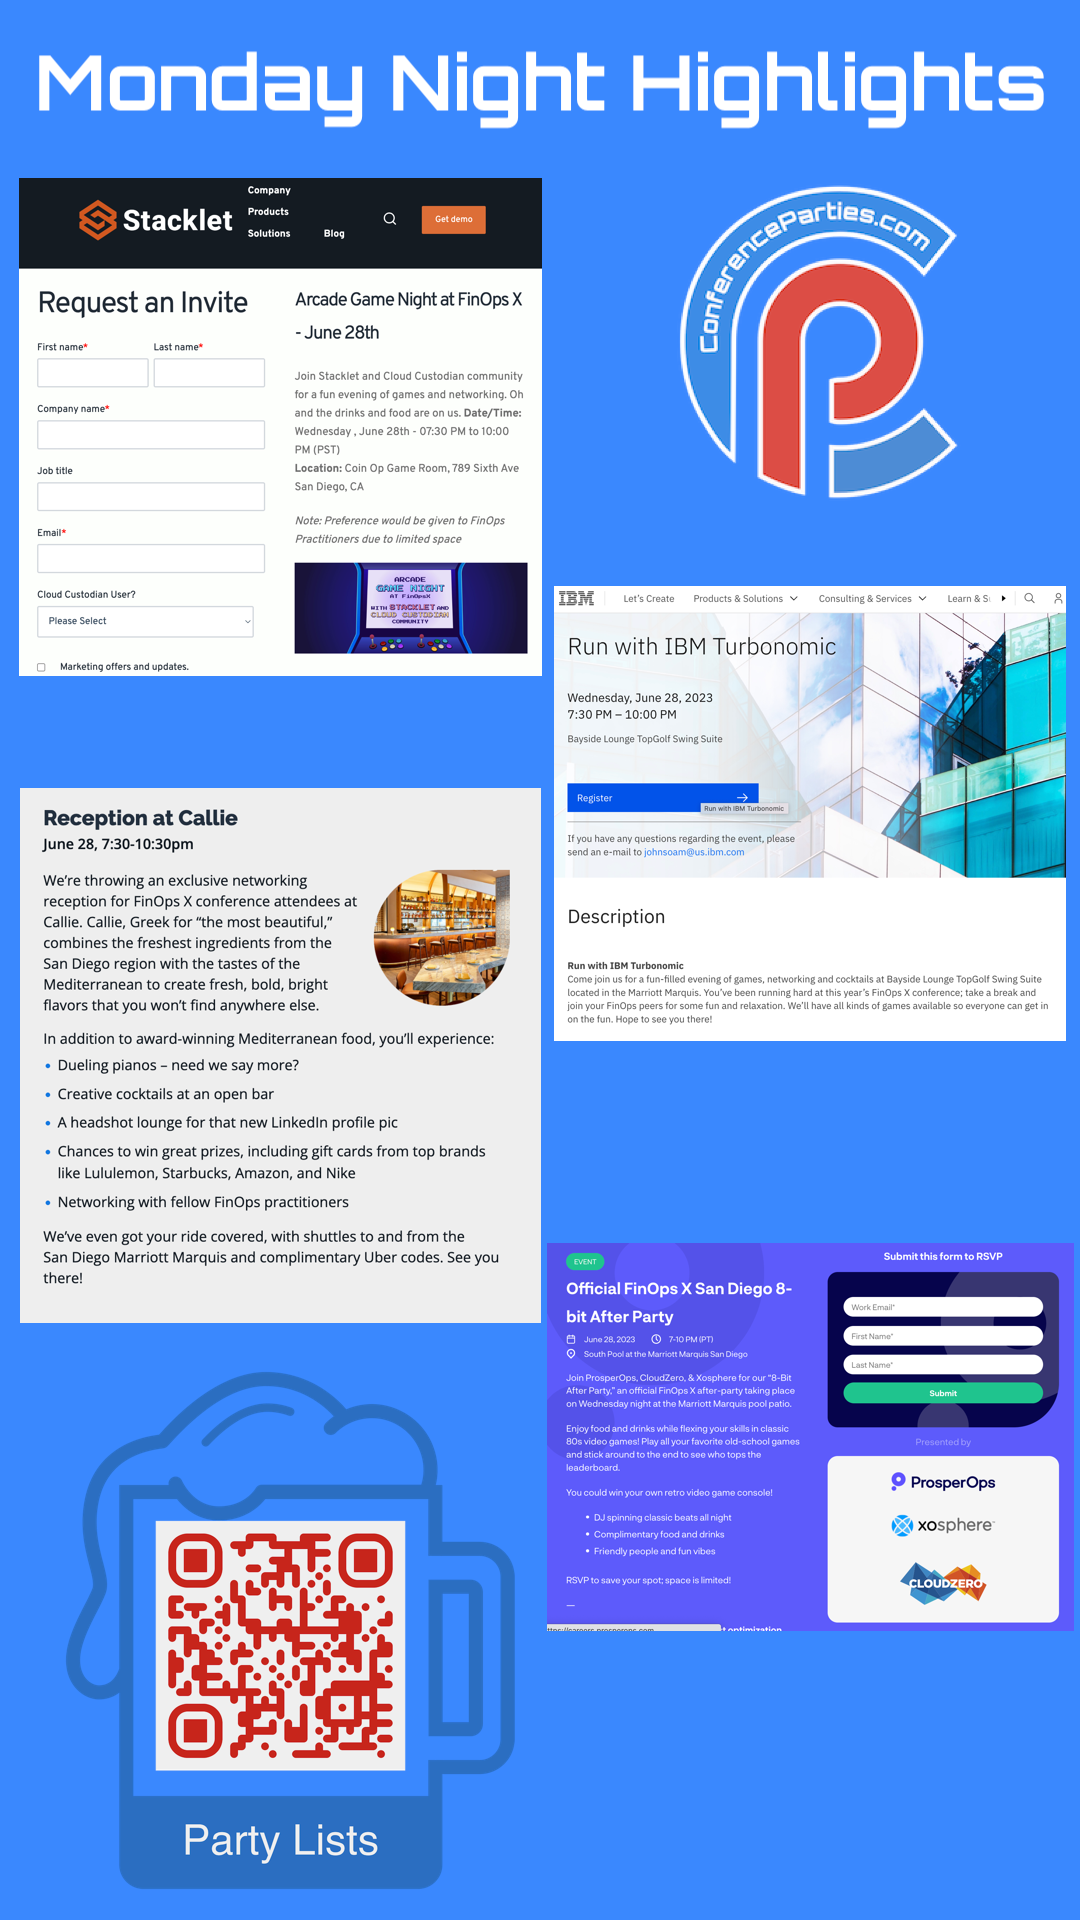 Monday Night Highlights
Stacklet
Company
Products
Solutions
Blog
Get demo
Request an Invite
First name*
Last name*
Company name*
Job title
Email*
Cloud Custodian User?
Please Select
Marketing offers and updates.
Arcade Game Night at FinOps X
- June 28th
Join Stacklet and Cloud Custodian community
for a fun evening of games and networking. Oh
and the drinks and food are on us. Date/Time:
Wednesday , June 28th - 07:30 PM to 10:00
PM (PST)
Location: Coin Op Game Room, 789 Sixth Ave
San Diego, CA
Note: Preference would be given to FinOps
Practitioners due to limited space
ARCADE
GAME NIGHT
AT FinOpsX
WITH STACKLET AND
CLOUD CUSTODIAN
COMMUNITY
ConferenceParties.com
IBM
Let's Create
Products & Solutions
Consulting & Services
Learn & S
Run with IBM Turbonomic
Wednesday, June 28, 2023
7:30 PM – 10:00 PM
Bayside Lounge TopGolf Swing Suite
Register
Run with IBM Turbonomic
If you have any questions regarding the event, please
send an e-mail to johnsoam@us.ibm.com
Description
Run with IBM Turbonomic
Come join us for a fun-filled evening of games, networking and cocktails at Bayside Lounge TopGolf Swing Suite
located in the Marriott Marquis. You've been running hard at this year's FinOps X conference; take a break and
join your FinOps peers for some fun and relaxation. We'll have all kinds of games available so everyone can get in
on the fun. Hope to see you there!
Reception at Callie
June 28, 7:30-10:30pm
We're throwing an exclusive networking
reception for FinOps X conference attendees at
Callie. Callie, Greek for “the most beautiful,”
combines the freshest ingredients from the
San Diego region with the tastes of the
Mediterranean to create fresh, bold, bright
flavors that you won't find anywhere else.
In addition to award-winning Mediterranean food, you'll experience:
• Dueling pianos – need we say more?
• Creative cocktails at an open bar
• A headshot lounge for that new LinkedIn profile pic
• Chances to win great prizes, including gift cards from top brands
like Lululemon, Starbucks, Amazon, and Nike
• Networking with fellow FinOps practitioners
We've even got your ride covered, with shuttles to and from the
San Diego Marriott Marquis and complimentary Uber codes. See you
there!
EVENT
Official FinOps X San Diego 8-
bit After Party
June 28, 2023
7-10 PM (PT)
South Pool at the Marriott Marquis San Diego
Join ProsperOps, CloudZero, & Xosphere for our “8-Bit
After Party,” an official FinOps X after-party taking place
on Wednesday night at the Marriott Marquis pool patio.
Enjoy food and drinks while flexing your skills in classic
80s video games! Play all your favorite old-school games
and stick around to the end to see who tops the
leaderboard.
You could win your own retro video game console!
• DJ spinning classic beats all night
• Complimentary food and drinks
• Friendly people and fun vibes
RSVP to save your spot; space is limited!
—
Submit this form to RSVP
Work Email*
First Name*
Last Name*
Submit
Presented by
ProsperOps
xosphere
CLOUDZERO
Party Lists